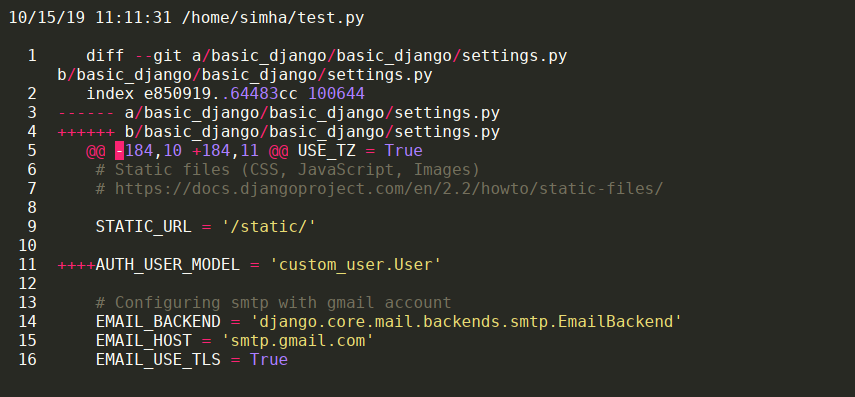 10/15/19 11:11:31 /home/simha/test.py
1 diff --git a/basic_django/basic_django/settings.py
b/basic_django/basic_django/settings.py
2 index e850919..64483cc 100644
3 ------ a/basic_django/basic_django/settings.py
4 ++++++ b/basic_django/basic_django/settings.py
5 @@ -184,10 +184,11 @@ USE_TZ = True
6 # Static files (CSS, JavaScript, Images)
7 # https://docs.djangoproject.com/en/2.2/howto/static-files/
8
9 STATIC_URL = '/static/'
10
11 ++++AUTH_USER_MODEL = 'custom_user.User'
12
13 # Configuring smtp with gmail account
14 EMAIL_BACKEND = 'django.core.mail.backends.smtp.EmailBackend'
15 EMAIL_HOST = 'smtp.gmail.com'
16 EMAIL_USE_TLS = True